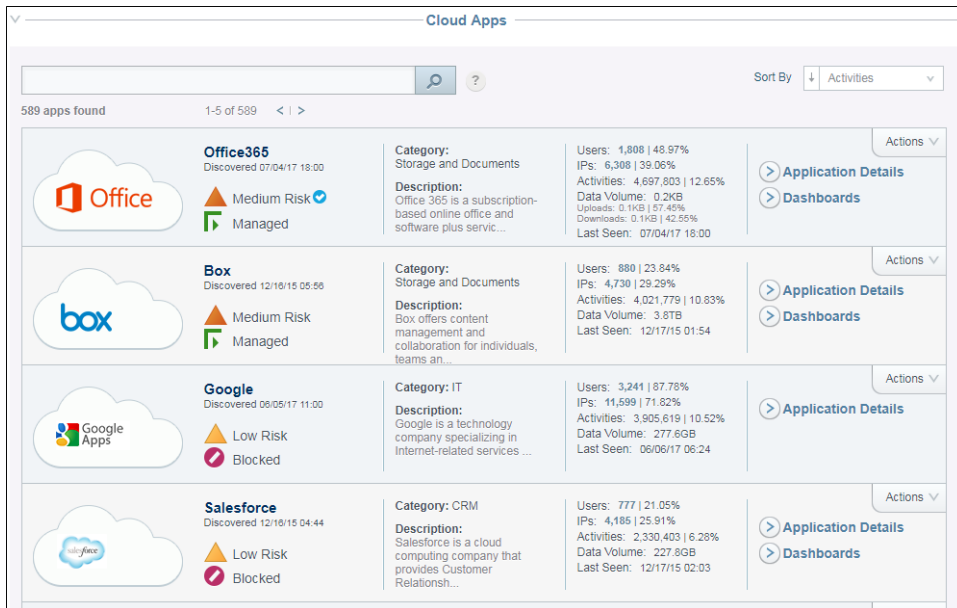 Cloud Apps
?
Sort By
Activities
589 apps found
1-5 of 589 < | >
Office
Office365
Discovered 07/04/17 18:00
Medium Risk
Managed
Category:
Storage and Documents
Description:
Office 365 is a subscription-
based online office and
software plus servic...
Users: 1,808 | 48.97%
IPs: 6,308 | 39.06%
Activities: 4,697,803 | 12.65%
Data Volume: 0.2KB
Uploads: 0.1KB | 57.45%
Downloads: 0.1KB | 42.55%
Last Seen: 07/04/17 18:00
Actions
Application Details
Dashboards
box
Box
Discovered 12/16/15 05:56
Medium Risk
Managed
Category:
Storage and Documents
Description:
Box offers content
management and
collaboration for individuals,
teams an...
Users: 880 | 23.84%
IPs: 4,730 | 29.29%
Activities: 4,021,779 | 10.83%
Data Volume: 3.8TB
Last Seen: 12/17/15 01:54
Actions
Application Details
Dashboards
Google
Apps
Google
Discovered 06/05/17 11:00
Low Risk
Blocked
Category: IT
Description:
Google is a technology
company specializing in
Internet-related services ...
Users: 3,241 | 87.78%
IPs: 11,599 | 71.82%
Activities: 3,905,619 | 10.52%
Data Volume: 277.6GB
Last Seen: 06/06/17 06:24
Actions
Application Details
salesforce
Salesforce
Discovered 12/16/15 04:44
Low Risk
Blocked
Category: CRM
Description:
Salesforce is a cloud
computing company that
provides Customer
Relationsh...
Users: 777 | 21.05%
IPs: 4,185 | 25.91%
Activities: 2,330,403 | 6.28%
Data Volume: 227.8GB
Last Seen: 12/17/15 02:03
Actions
Application Details
Dashboards